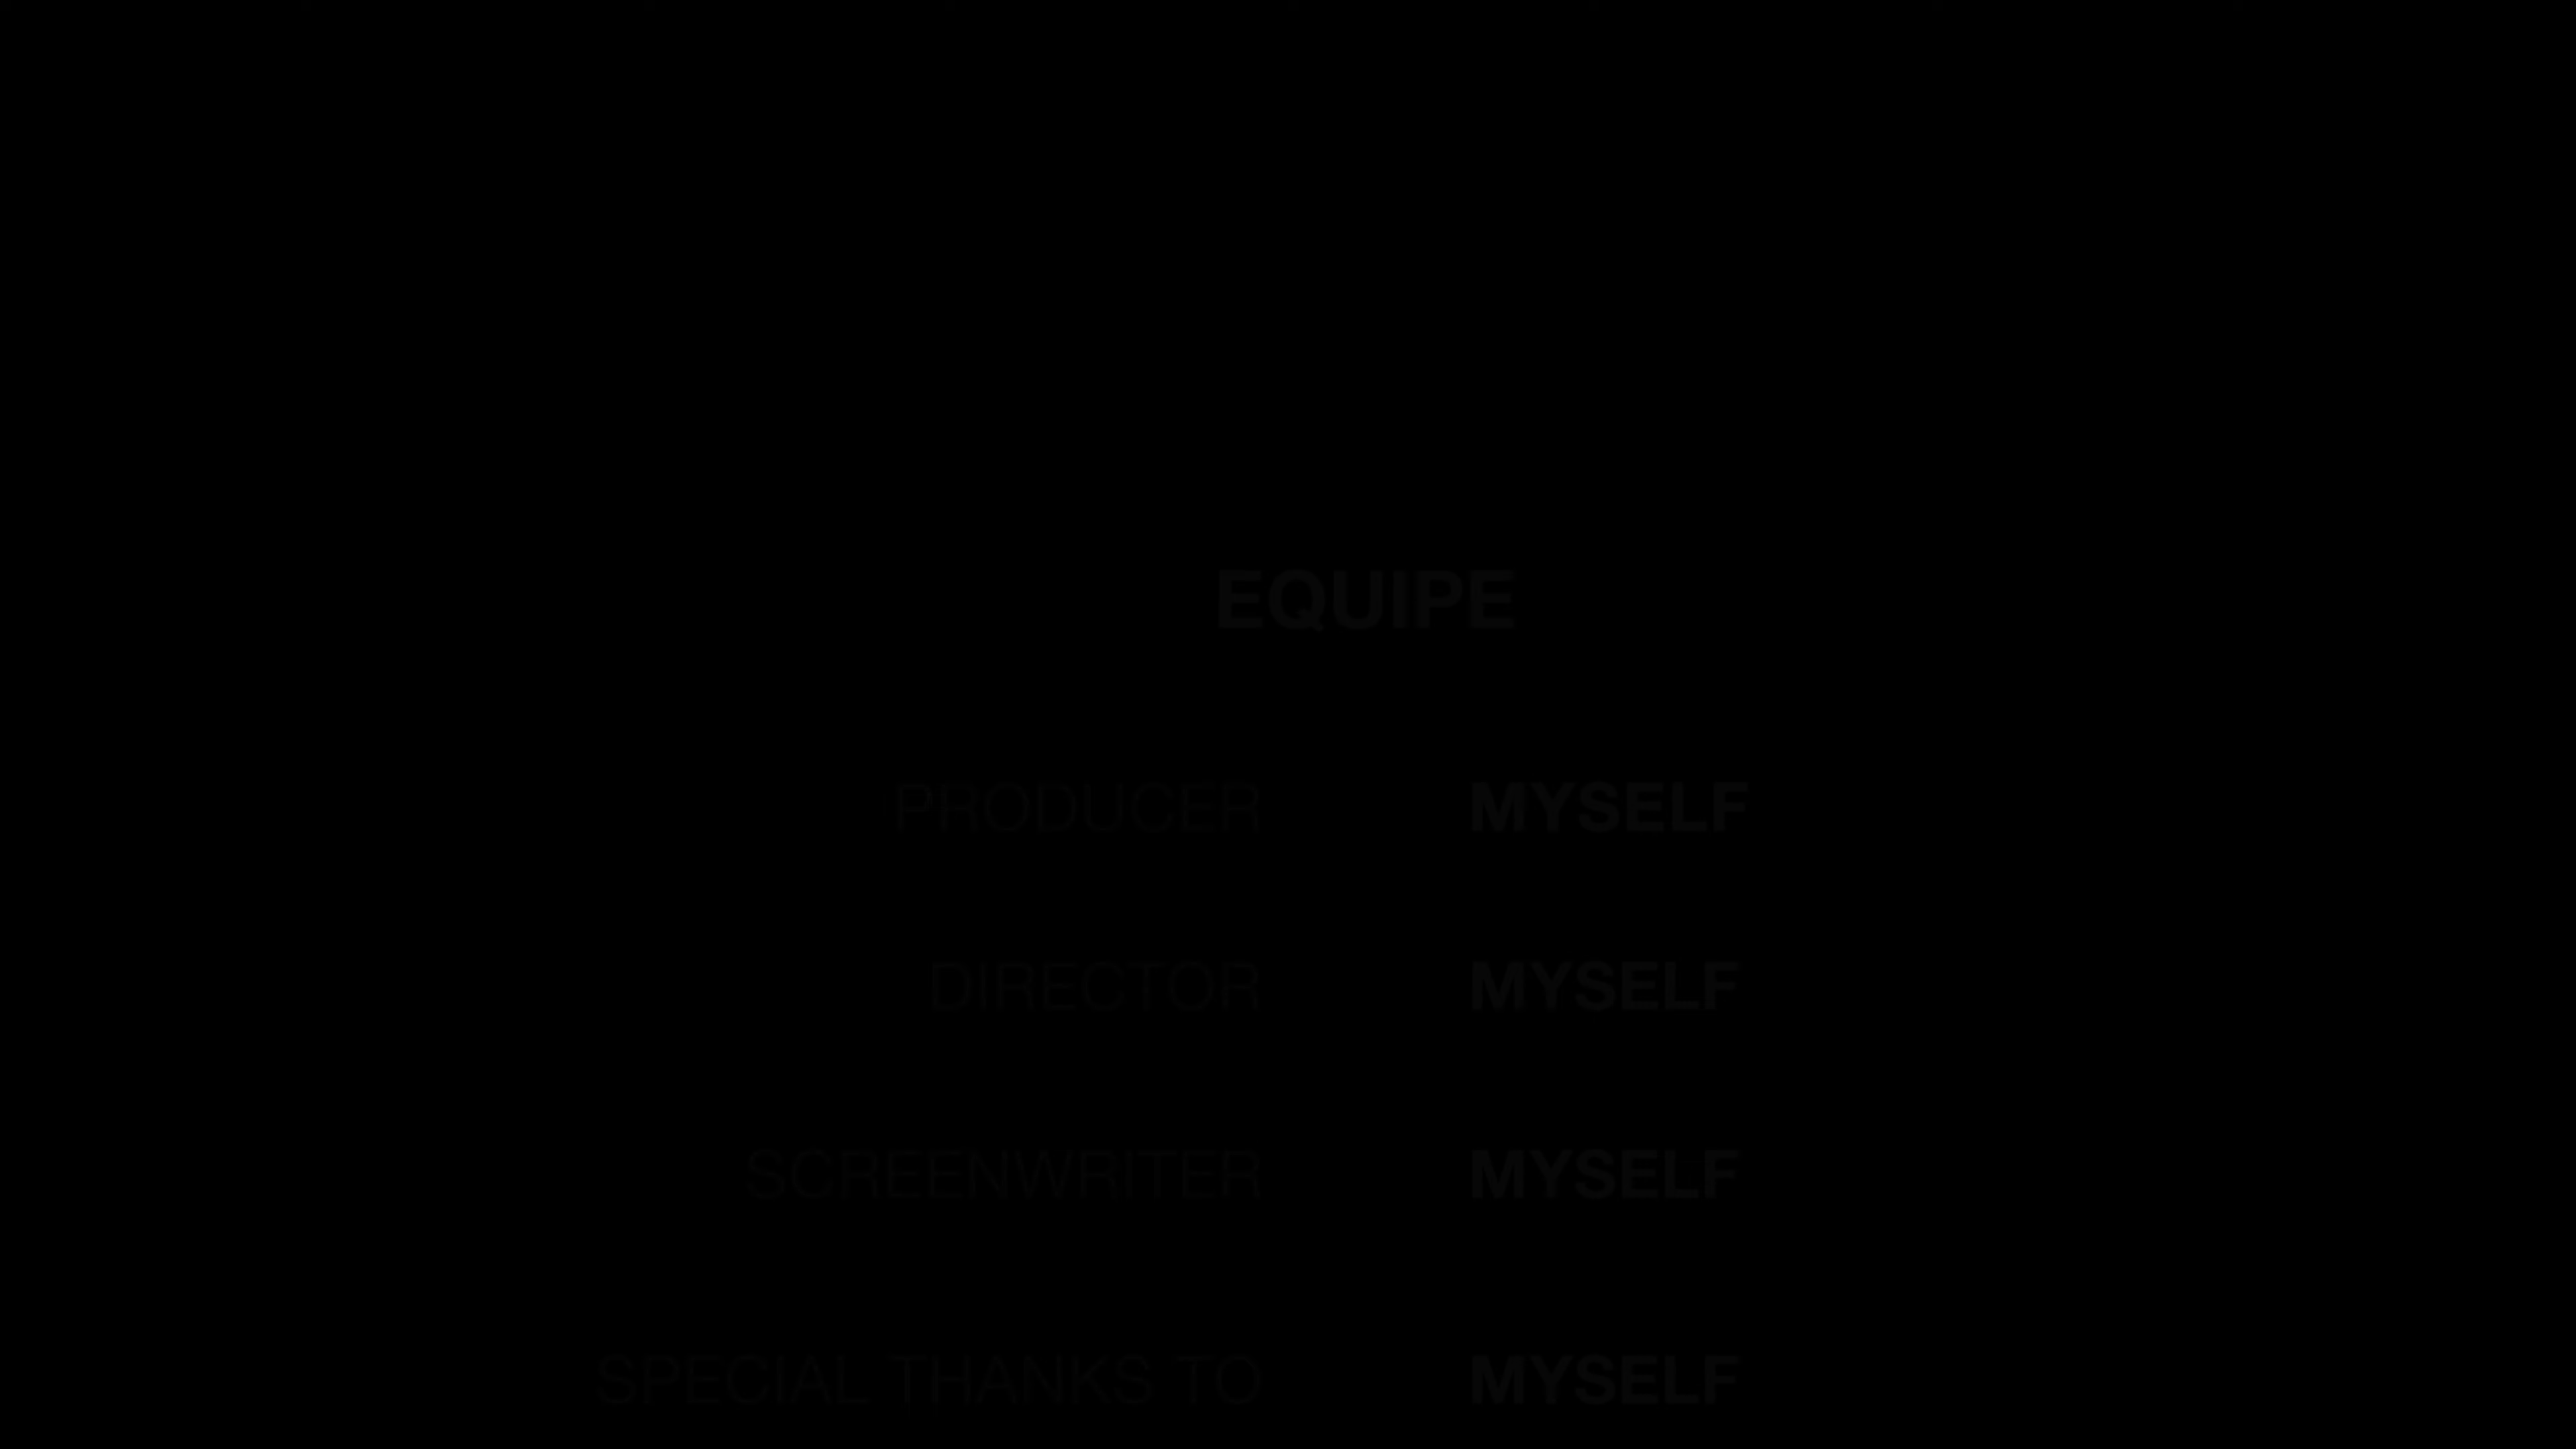 EQUIPE
PRODUCER MYSELF
DIRECTOR MYSELF
SCREENWRITER MYSELF
SPECIAL THANKS TO MYSELF